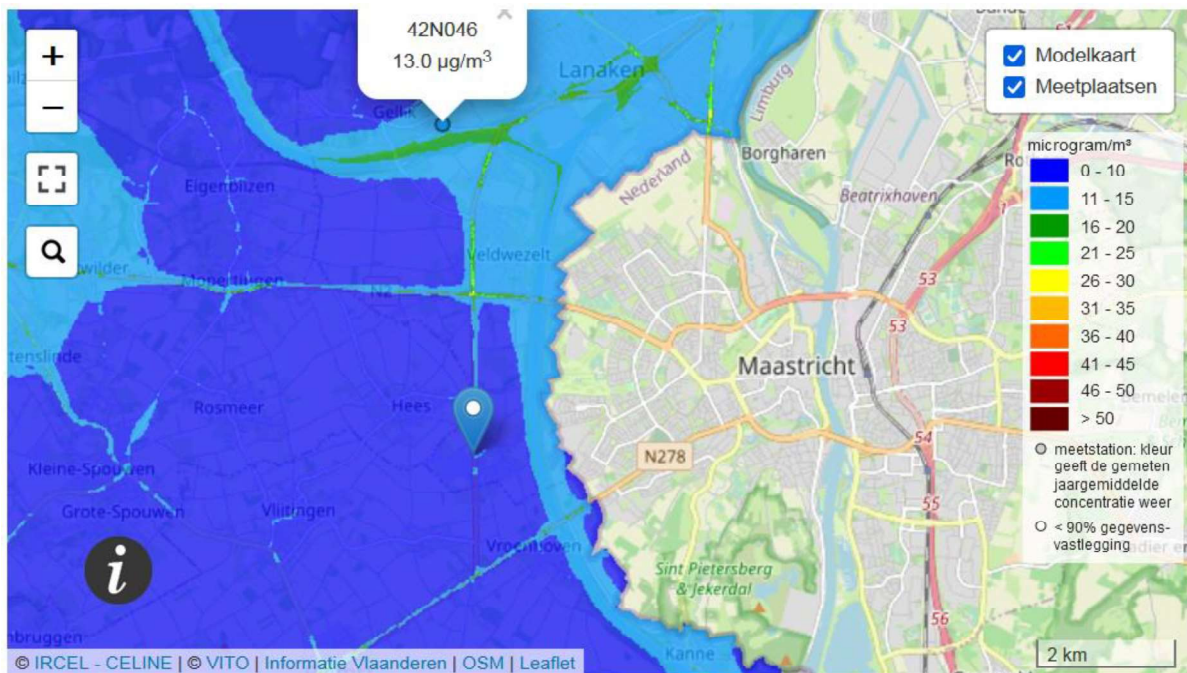 42N046
13.0 µg/m³
+
−
Modelkaart
Meetplaatsen
microgram/m³
0 - 10
11 - 15
16 - 20
21 - 25
26 - 30
31 - 35
36 - 40
41 - 45
46 - 50
> 50
meetstation: kleur
geeft de gemeten
jaargemiddelde
concentratie weer
< 90% gegevens-
vastlegging
Lanaken
Gellik
Limburg
Nederland
Borgharen
Beatrixhaven
Eigenbilzen
Veldwezelt
Mopertingen
N2
53
53
Maastricht
Rosmeer
Hees
N278
54
Kleine-Spouwen
Grote-Spouwen
Vlijtingen
Vroenhoven
55
Sint Pietersberg
& Jekerdal
56
Kanne
i
2 km
© IRCEL - CELINE | © VITO | Informatie Vlaanderen | OSM | Leaflet